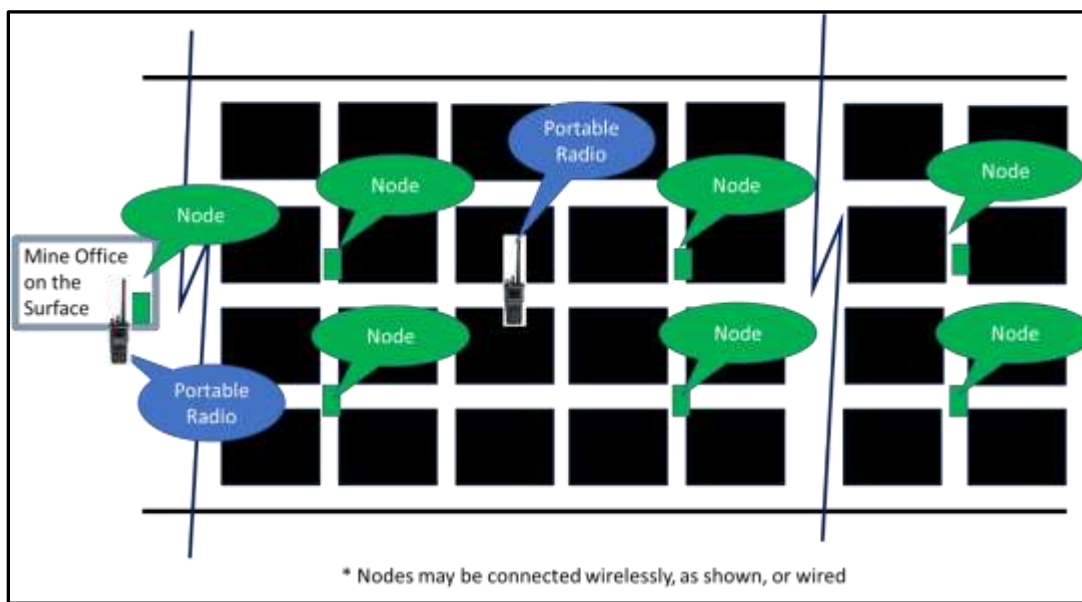 Portable
Radio
Node
Node
Node
Node
Mine Office
on the
Surface
Node
Node
Node
Portable
Radio
* Nodes may be connected wirelessly, as shown, or wired